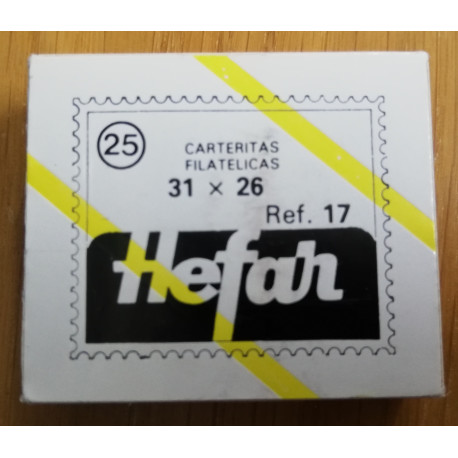 25
CARTERITAS
FILATELICAS
31 × 26
Ref. 17
Hefar